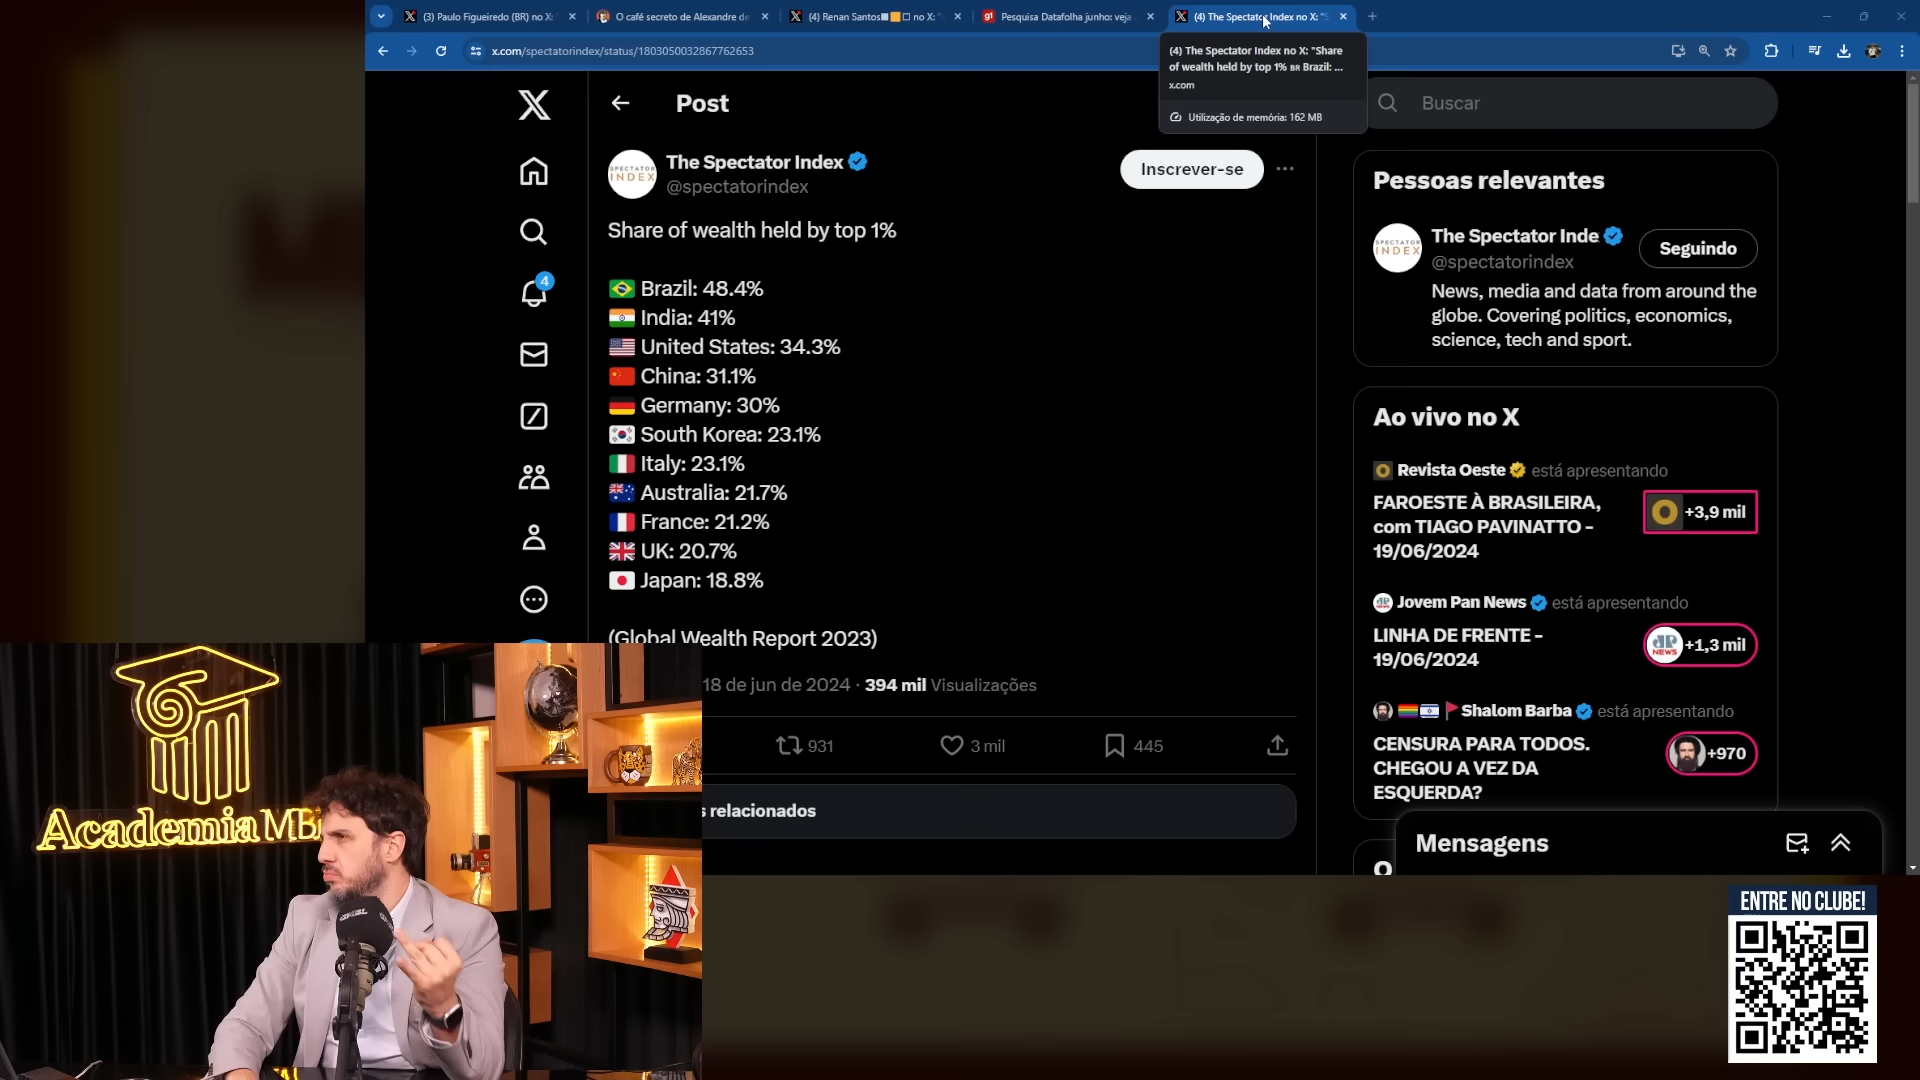 (3) Paulo Figueiredo (BR) no X:
O café secreto de Alexandre de
(4) Renan Santos no X: "
Pesquisa Datafolha junho: veja
(4) The Spectator Index no X: "S
x.com/spectatorindex/status/1803050032867762653
(4) The Spectator Index no X: "Share
of wealth held by top 1% BR Brazil: ...
x.com
Utilização de memória: 162 MB
Post
Buscar
SPECTATOR
INDEX
The Spectator Index
@spectatorindex
Inscrever-se
Share of wealth held by top 1%
Brazil: 48.4%
India: 41%
United States: 34.3%
China: 31.1%
Germany: 30%
South Korea: 23.1%
Italy: 23.1%
Australia: 21.7%
France: 21.2%
UK: 20.7%
Japan: 18.8%
(Global Wealth Report 2023)
18 de jun de 2024 · 394 mil Visualizações
931
3 mil
445
s relacionados
4
Pessoas relevantes
SPECTATOR
INDEX
The Spectator Inde
@spectatorindex
Seguindo
News, media and data from around the
globe. Covering politics, economics,
science, tech and sport.
Ao vivo no X
Revista Oeste está apresentando
FAROESTE À BRASILEIRA,
com TIAGO PAVINATTO -
19/06/2024
+3,9 mil
Jovem Pan News está apresentando
LINHA DE FRENTE -
19/06/2024
JP
NEWS
+1,3 mil
Shalom Barba está apresentando
CENSURA PARA TODOS.
CHEGOU A VEZ DA
ESQUERDA?
+970
Mensagens
Academia MB
ENTRE NO CLUBE!